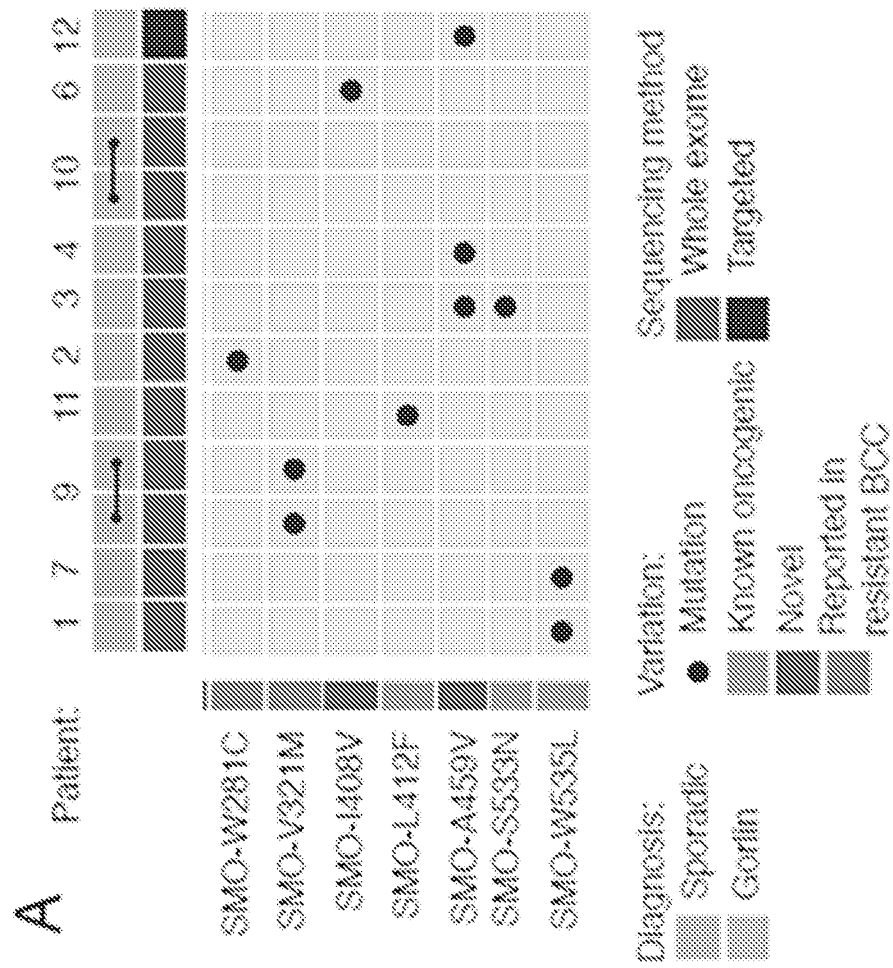 A
Patient: 1 7 9 11 2 3 4 10 6 12
SMO-W281C
SMO-V321M
SMO-I408V
SMO-L412F
SMO-A459V
SMO-S533N
SMO-W535L
Diagnosis:
Sporadic
Gorlin
Variation:
Mutation
Known oncogenic
Novel
Reported in
resistant BCC
Sequencing method
Whole exome
Targeted